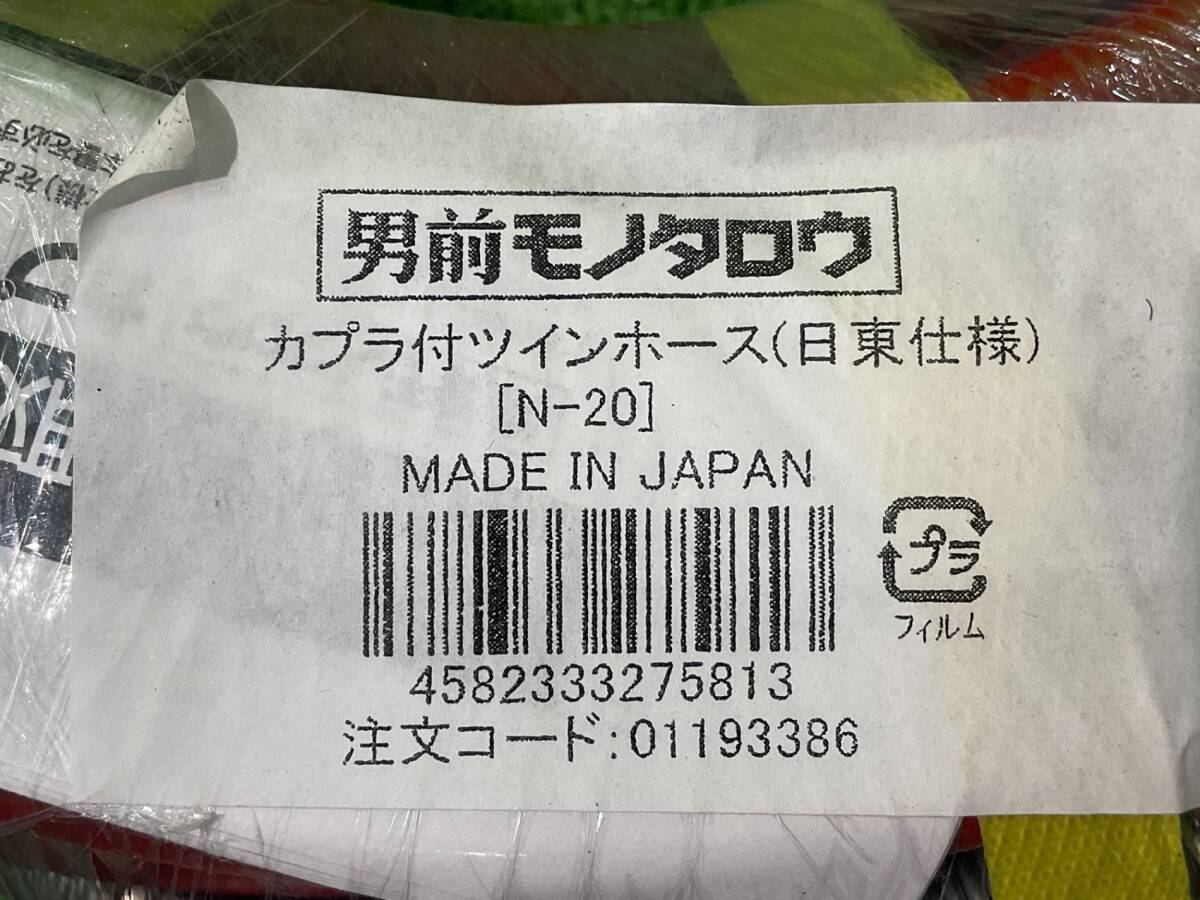 男前モノタロウ
カプラ付ツインホース(日東仕様)
[N-20]
MADE IN JAPAN
プラ
フィルム
4582333275813
注文コード:01193386